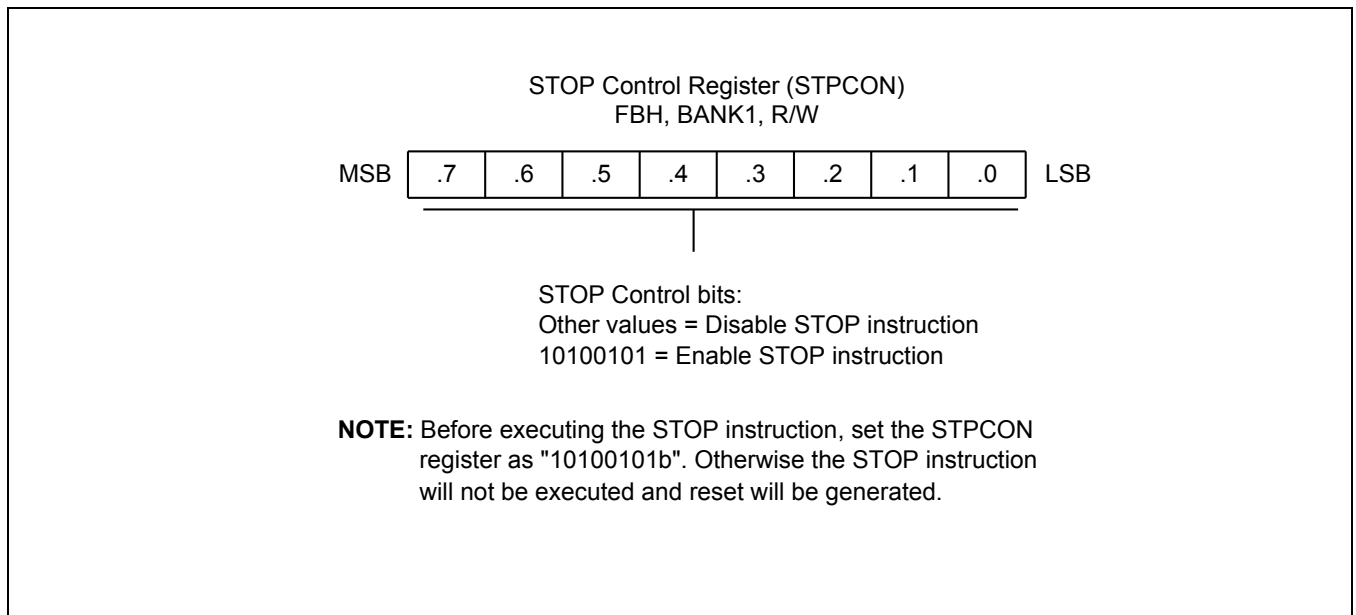 STOP Control Register (STPCON)
FBH, BANK1, R/W
MSB .7 .6 .5 .4 .3 .2 .1 .0 LSB
STOP Control bits:
Other values = Disable STOP instruction
10100101 = Enable STOP instruction
NOTE: Before executing the STOP instruction, set the STPCON
register as "10100101b". Otherwise the STOP instruction
will not be executed and reset will be generated.